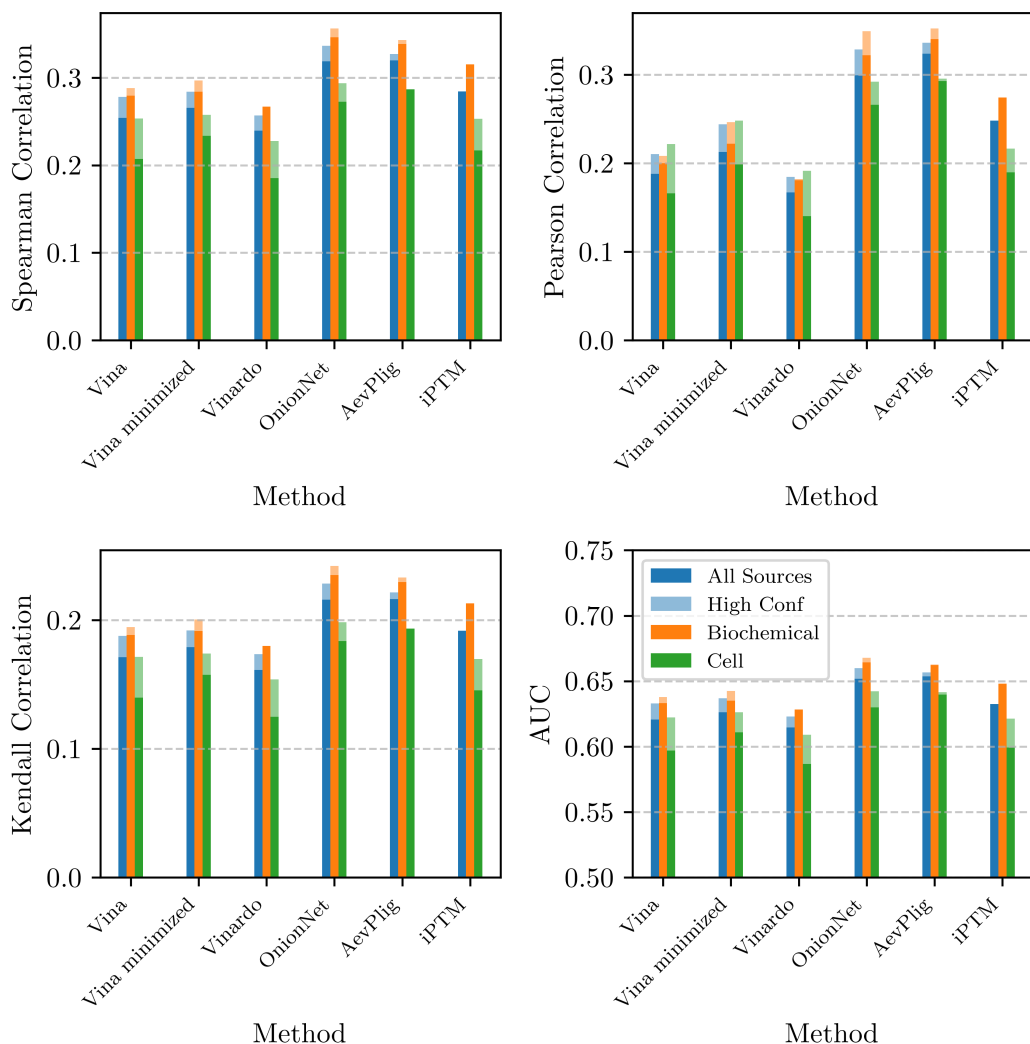 Spearman Correlation
0.3
0.2
0.1
0.0
Vina
Vina minimized
Vinardo
OnionNet
AevPlig
iPTM
Method
Pearson Correlation
0.3
0.2
0.1
0.0
Vina
Vina minimized
Vinardo
OnionNet
AevPlig
iPTM
Method
Kendall Correlation
0.2
0.1
0.0
Vina
Vina minimized
Vinardo
OnionNet
AevPlig
iPTM
Method
AUC
0.75
0.70
0.65
0.60
0.55
0.50
All Sources
High Conf
Biochemical
Cell
Vina
Vina minimized
Vinardo
OnionNet
AevPlig
iPTM
Method